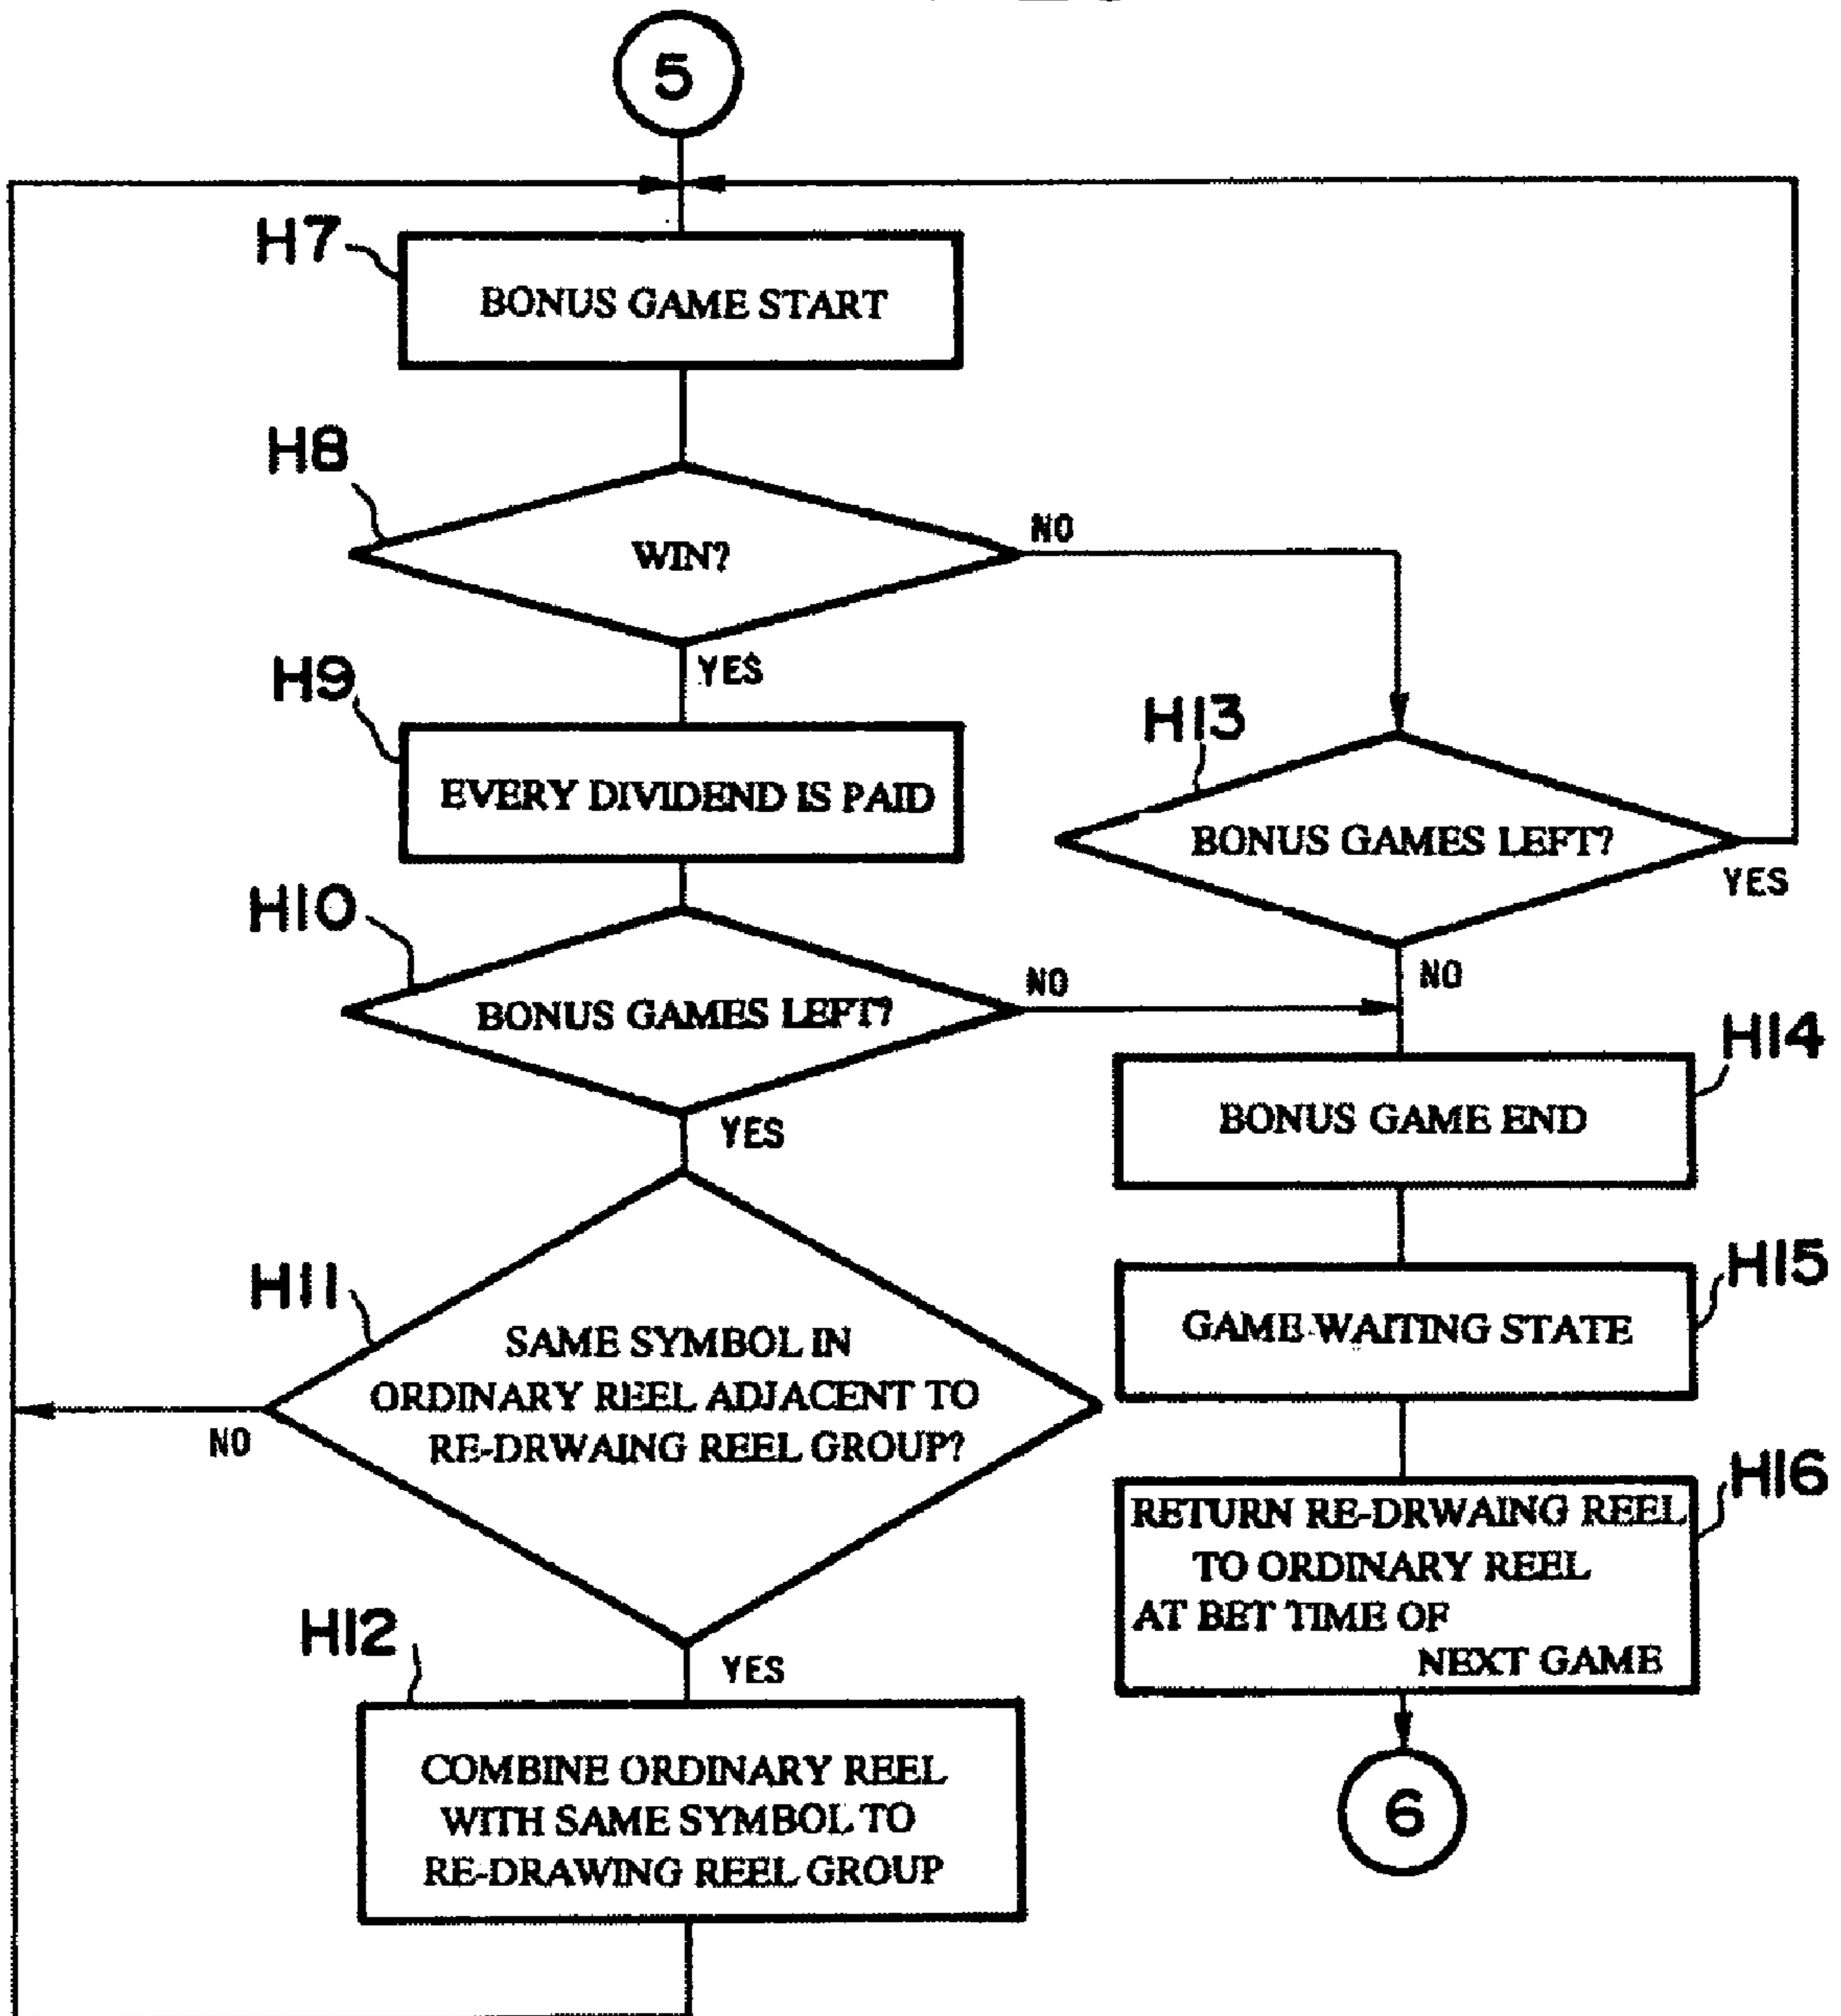 5
H7
BONUS GAME START
H8
WIN?
NO
YES
H9
EVERY DIVIDEND IS PAID
H13
BONUS GAMES LEFT?
YES
NO
H10
BONUS GAMES LEFT?
NO
YES
H14
BONUS GAME END
H11
SAME SYMBOL IN
ORDINARY REEL ADJACENT TO
RE-DRWAING REEL GROUP?
NO
YES
H15
GAME WAITING STATE
H16
RETURN RE-DRWAING REEL
TO ORDINARY REEL
AT BET TIME OF
NEXT GAME
H12
COMBINE ORDINARY REEL
WITH SAME SYMBOL TO
RE-DRAWING REEL GROUP
6